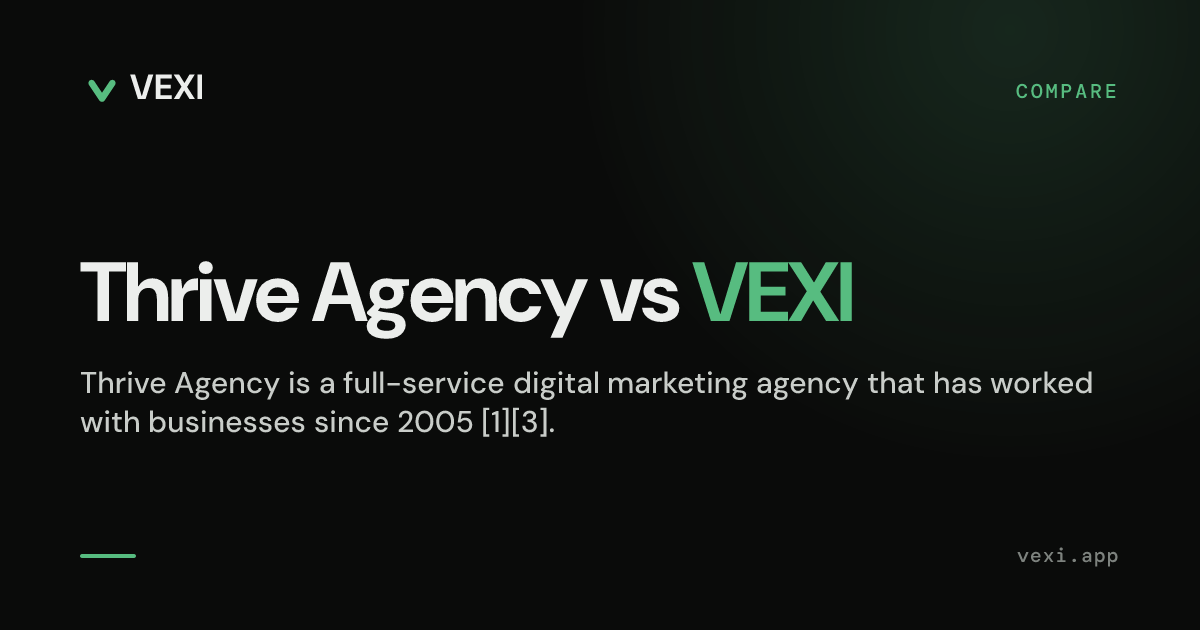 VEXI
COMPARE
Thrive Agency vs VEXI
Thrive Agency is a full-service digital marketing agency that has worked
with businesses since 2005 [1][3].
vexi.app